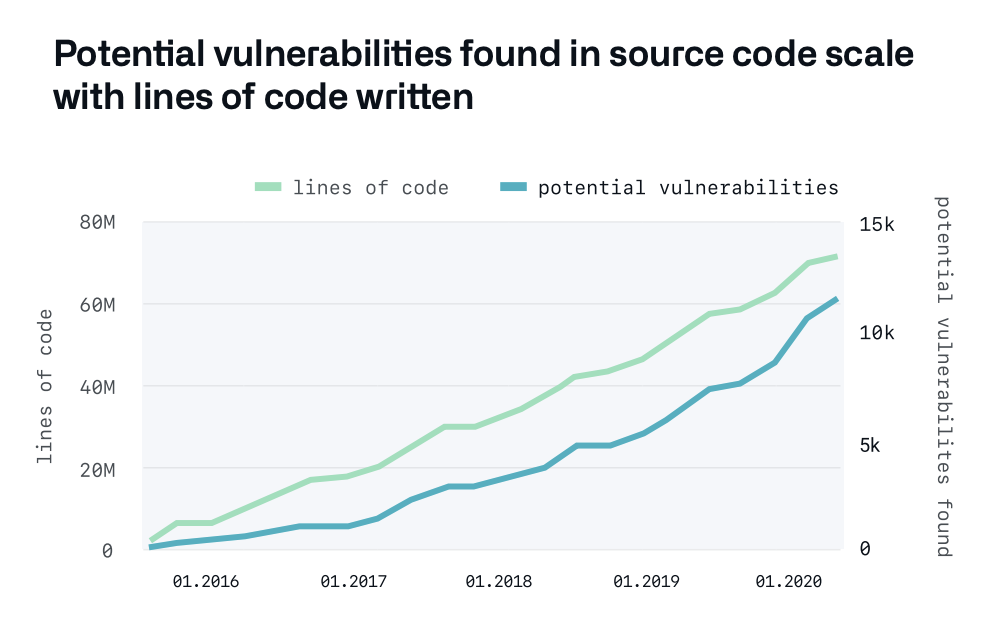 Potential vulnerabilities found in source code scale
with lines of code written
lines of code
potential vulnerabilities
80M
60M
40M
20M
0
lines of code
15k
10k
5k
0
potential vulnerabilites found
01.2016
01.2017
01.2018
01.2019
01.2020